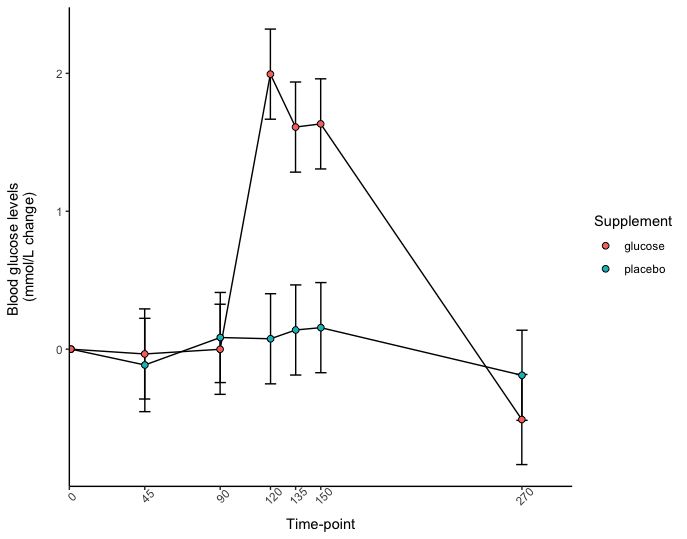 2
1
0
Blood glucose levels
(mmol/L change)
0
45
90
120
135
150
270
Time-point
Supplement
glucose
placebo